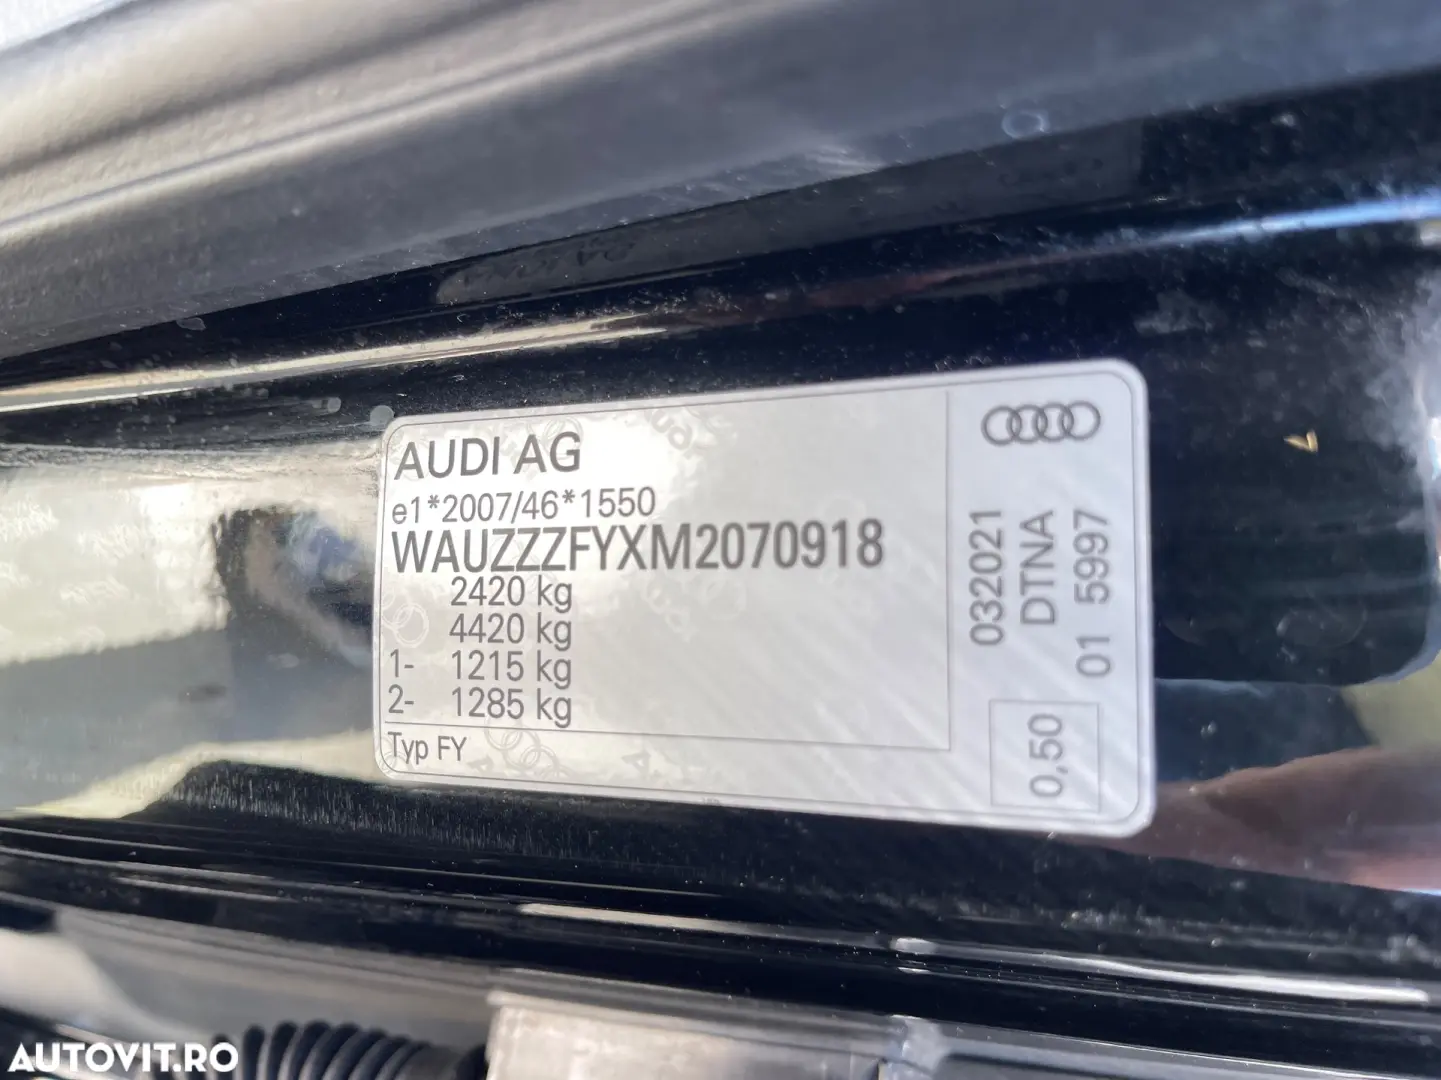 AUDI AG
e1*2007/46*1550
WAUZZZFYXM2070918
2420 kg
4420 kg
1- 1215 kg
2- 1285 kg
Typ FY
032021
DTNA
01 5997
0,50
AUTOVIT.RO